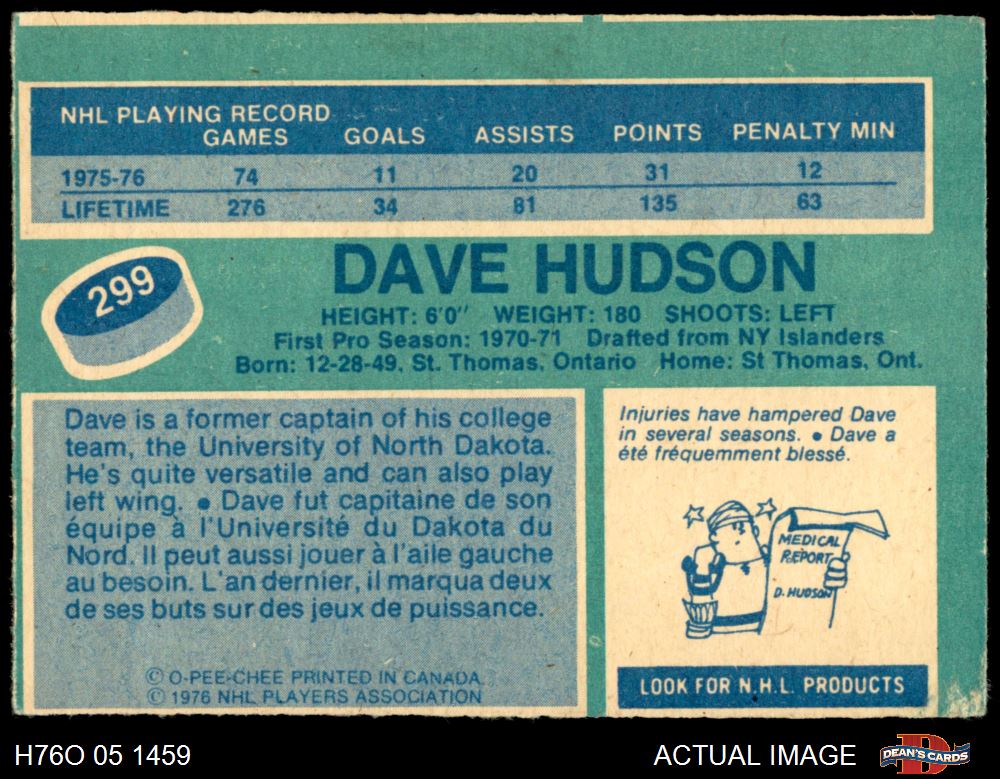 NHL PLAYING RECORD
GAMES GOALS ASSISTS POINTS PENALTY MIN
1975-76 74 11 20 31 12
LIFETIME 276 34 81 135 63
299
DAVE HUDSON
HEIGHT: 6'0" WEIGHT: 180 SHOOTS: LEFT
First Pro Season: 1970-71 Drafted from NY Islanders
Born: 12-28-49, St. Thomas, Ontario Home: St Thomas, Ont.
Dave is a former captain of his college
team, the University of North Dakota.
He's quite versatile and can also play
left wing. ● Dave fut capitaine de son
équipe à l'Université du Dakota du
Nord. Il peut aussi jouer à l'aile gauche
au besoin. L'an dernier, il marqua deux
de ses buts sur des jeux de puissance.
© O-PEE-CHEE PRINTED IN CANADA.
© 1976 NHL PLAYERS ASSOCIATION
Injuries have hampered Dave
in several seasons. ● Dave a
été fréquemment blessé.
MEDICAL
REPORT
D. HUDSON
LOOK FOR N.H.L. PRODUCTS
H76O 05 1459
ACTUAL IMAGE
DEAN'S CARDS